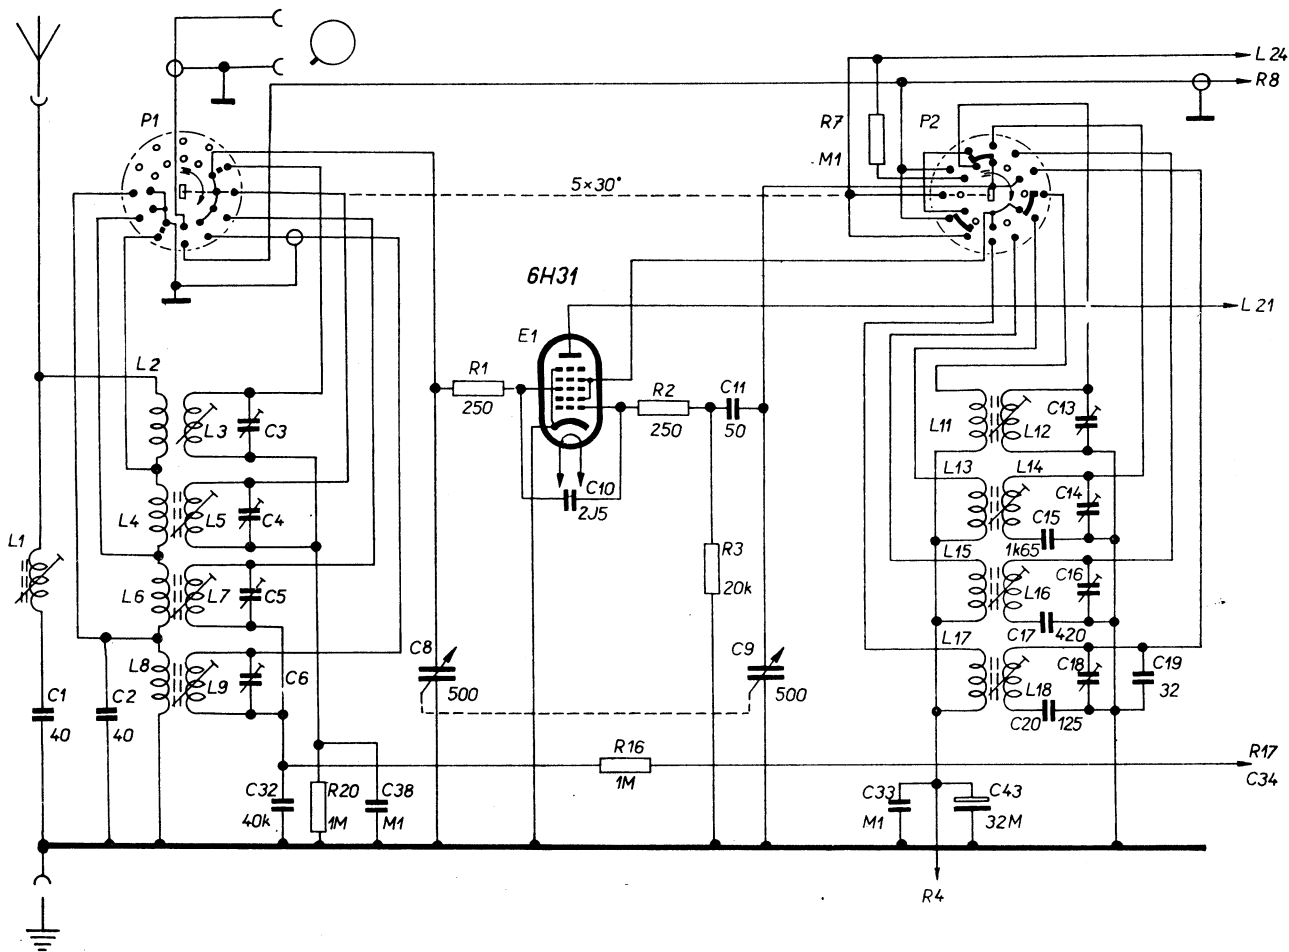 L 24
R8
P1
R7
P2
M1
5×30°
6H31
L 21
E1
L2
R1
250
R2
250
C11
50
L3
C3
C13
L11
L12
L13
L14
C10
2J5
L4
L5
C4
C14
C15
1k65
L1
R3
20k
L15
L6
L7
C5
C16
L16
C17
420
L17
L8
L9
C6
C8
500
C9
500
C18
C19
32
L18
C20
125
C1
40
C2
40
R16
1M
R17
C34
C32
40k
R20
1M
C38
M1
C33
M1
C43
32M
R4